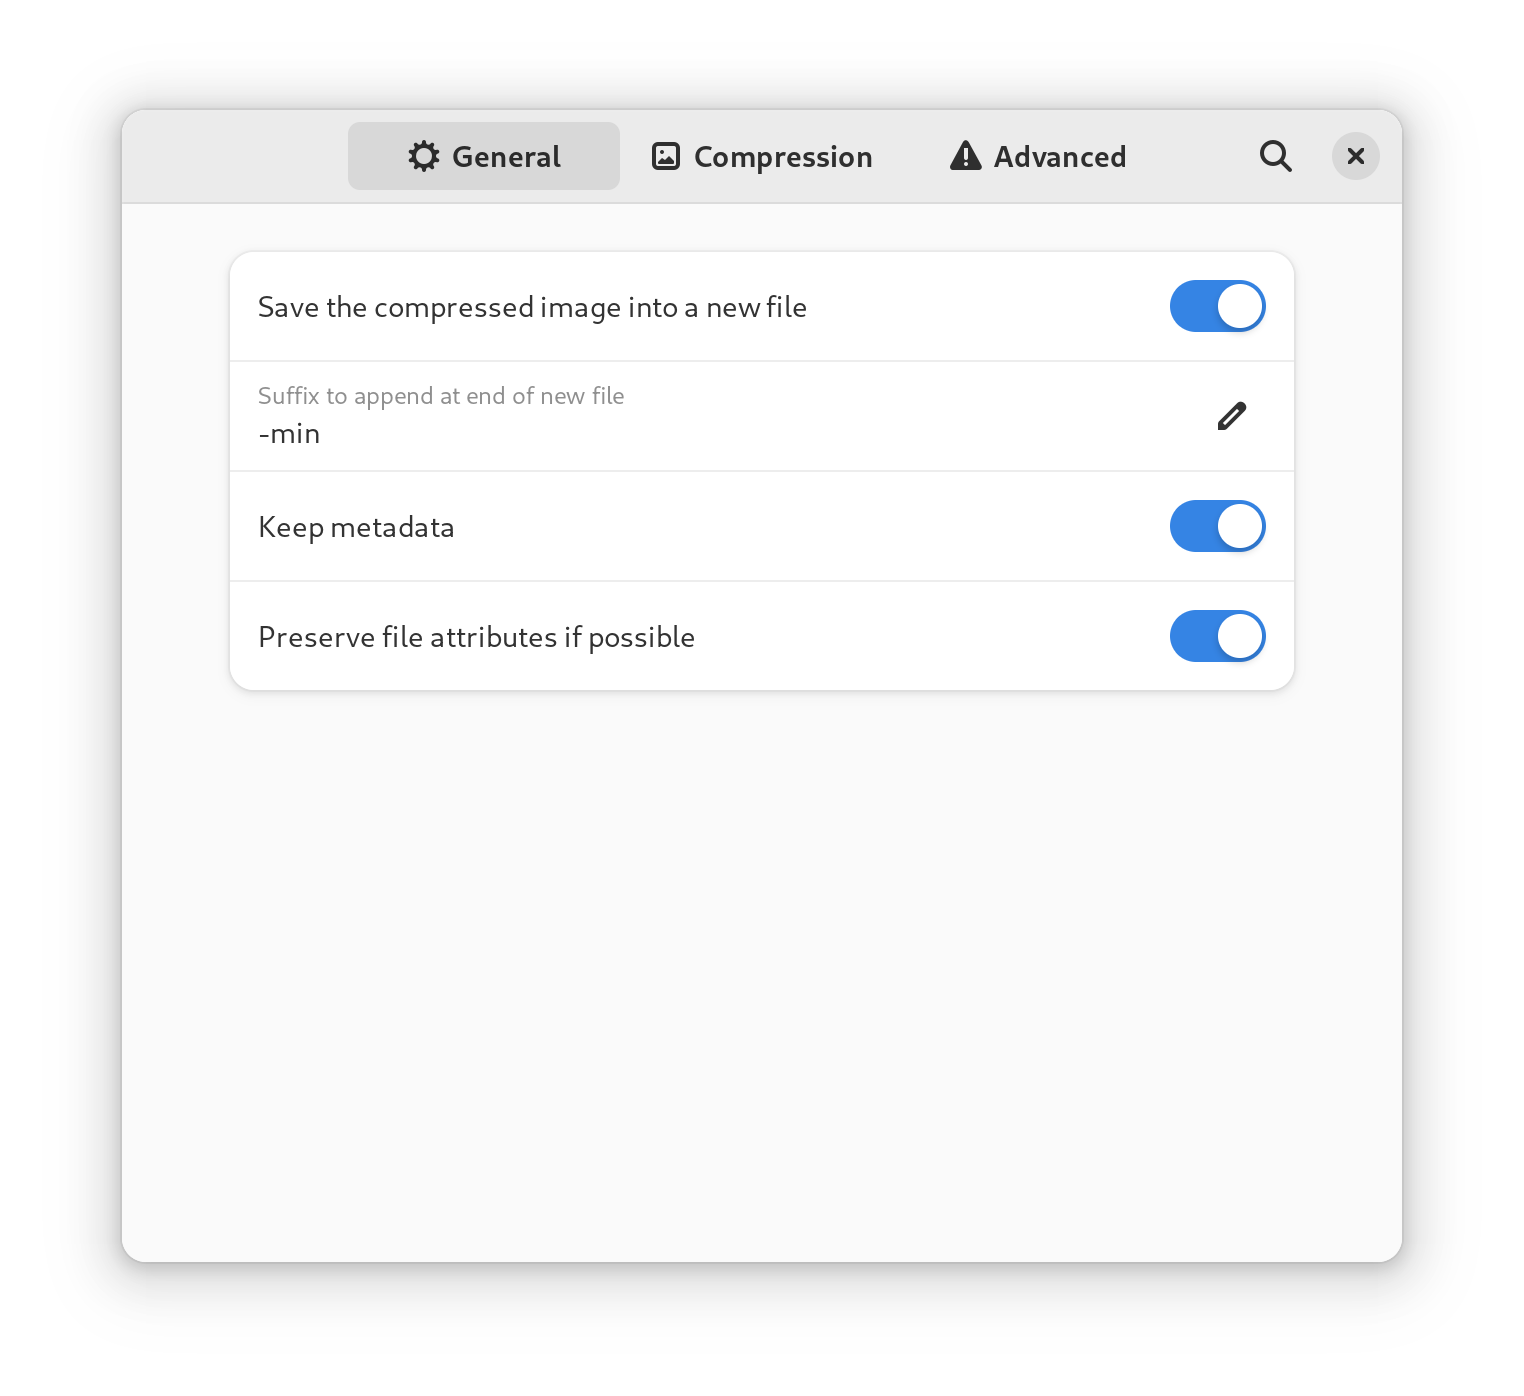 General
Compression
Advanced
Save the compressed image into a new file
Suffix to append at end of new file
-min
Keep metadata
Preserve file attributes if possible